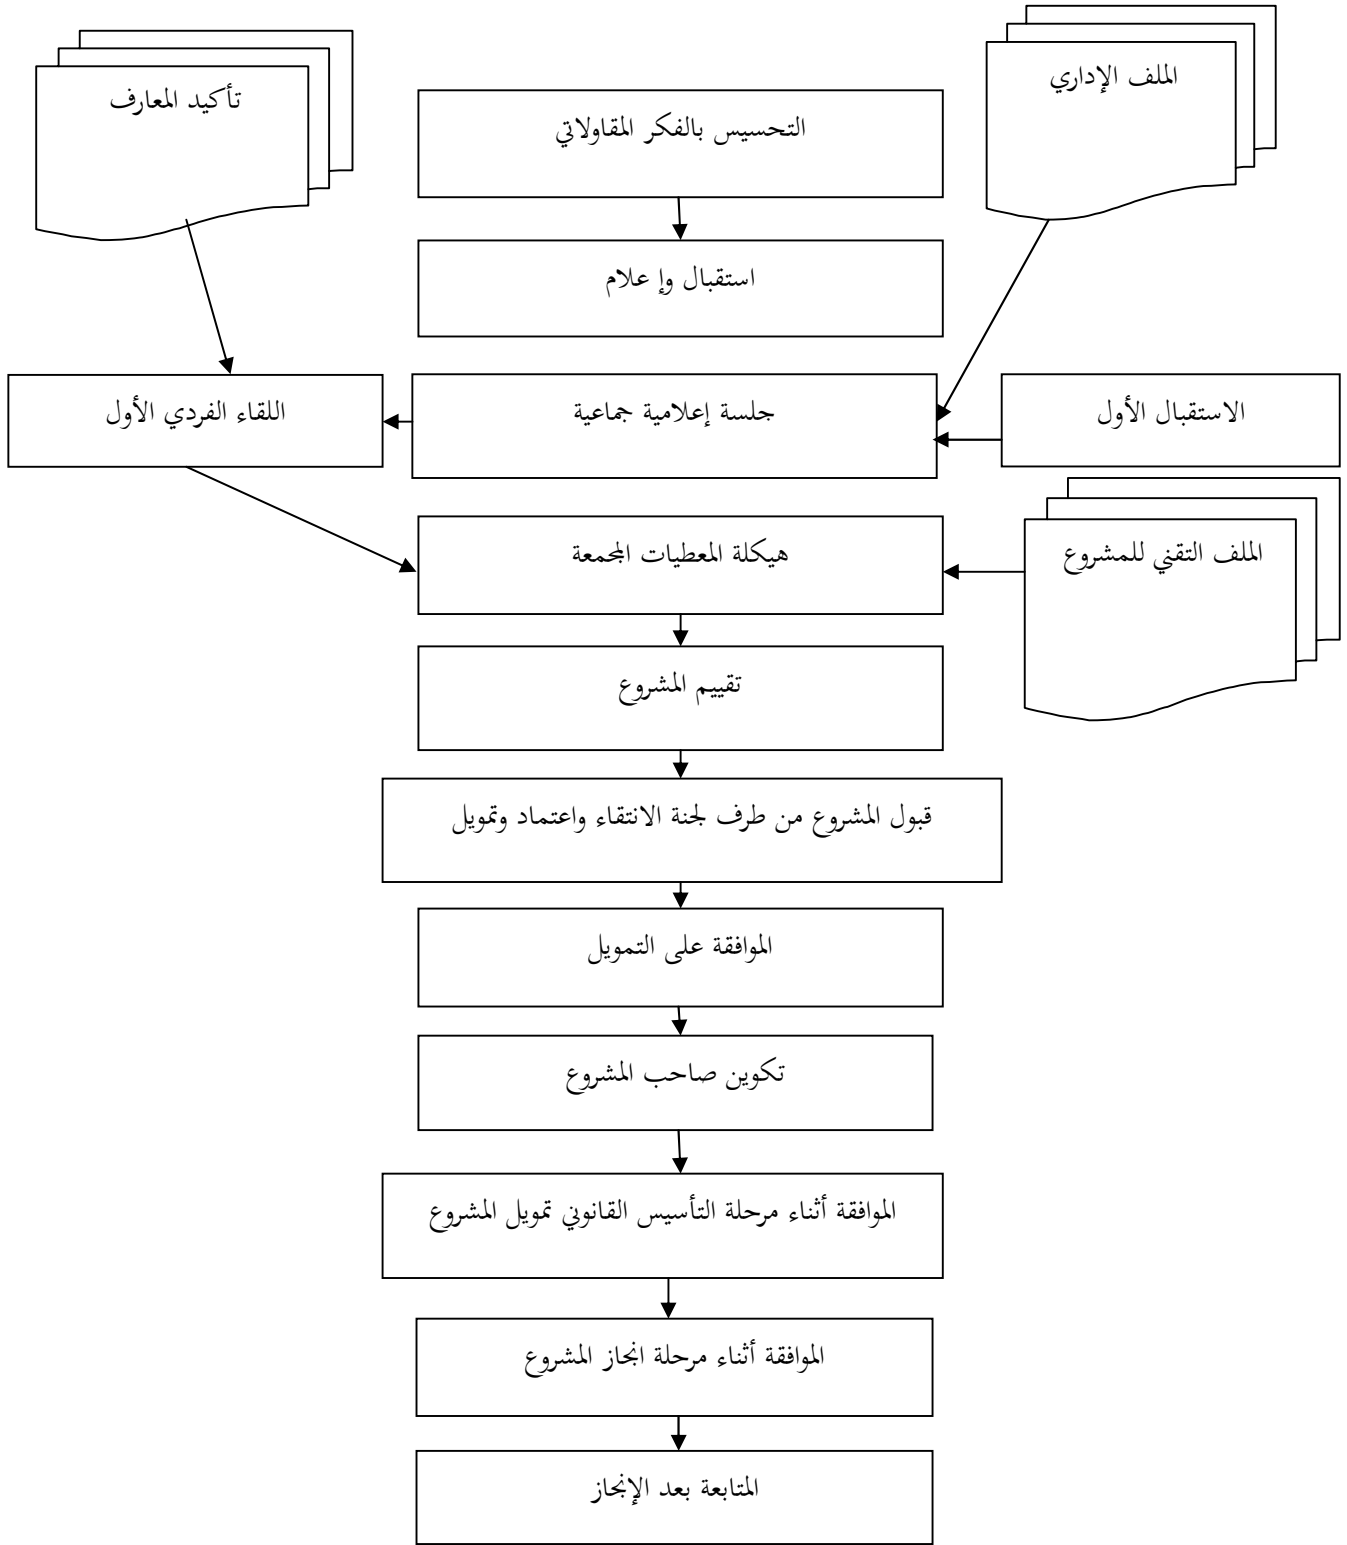 الملف الإداري
تأكيد المعارف
التحسيس بالفكر المقاولاتي
استقبال وإ علام
الاستقبال الأول
جلسة إعلامية جماعية
اللقاء الفردي الأول
الملف التقني للمشروع
هيكلة المعطيات المجمعة
تقييم المشروع
قبول المشروع من طرف لجنة الانتقاء واعتماد وتمويل
الموافقة على التمويل
تكوين صاحب المشروع
الموافقة أثناء مرحلة التأسيس القانوني تمويل المشروع
الموافقة أثناء مرحلة انجاز المشروع
المتابعة بعد الإنجاز